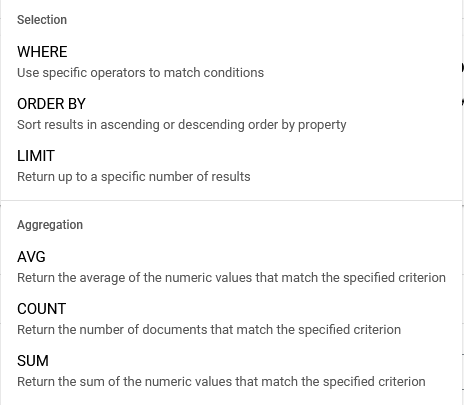 Selection
WHERE
Use specific operators to match conditions
ORDER BY
Sort results in ascending or descending order by property
LIMIT
Return up to a specific number of results
Aggregation
AVG
Return the average of the numeric values that match the specified criterion
COUNT
Return the number of documents that match the specified criterion
SUM
Return the sum of the numeric values that match the specified criterion